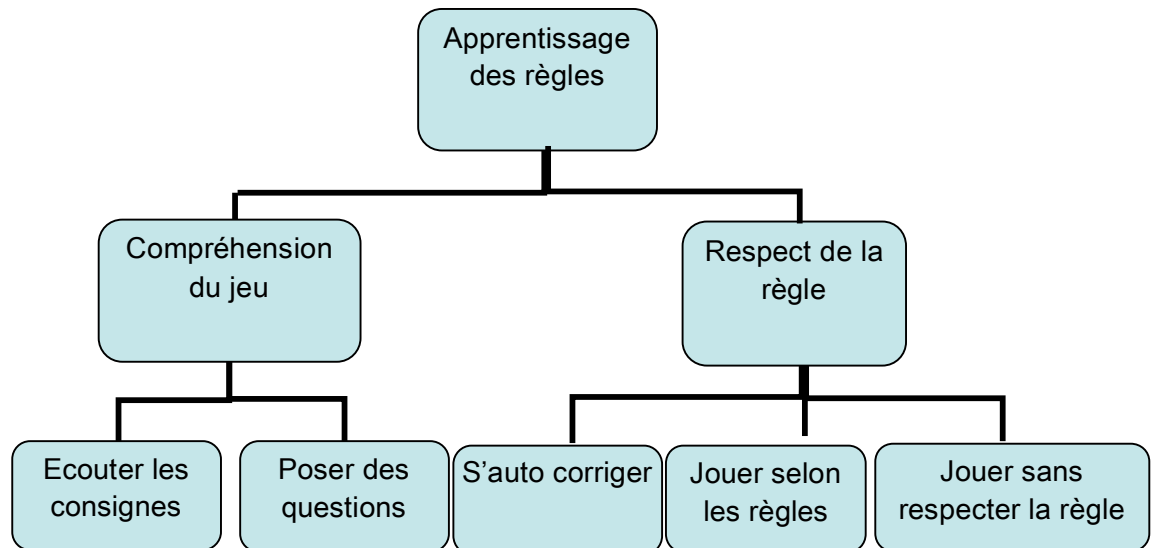 Apprentissage
des règles
Compréhension
du jeu
Respect de la
règle
Ecouter les
consignes
Poser des
questions
S'auto corriger
Jouer selon
les règles
Jouer sans
respecter la règle